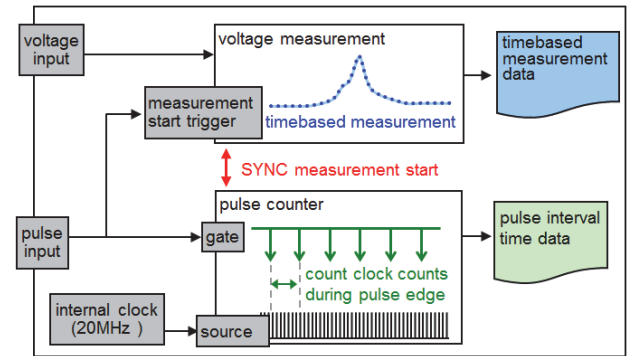 voltage
input
voltage measurement
timebased
measurement
data
measurement
start trigger
timebased measurement
SYNC measurement start
pulse counter
pulse
input
gate
pulse interval
time data
count clock counts
during pulse edge
internal clock
(20MHz )
source